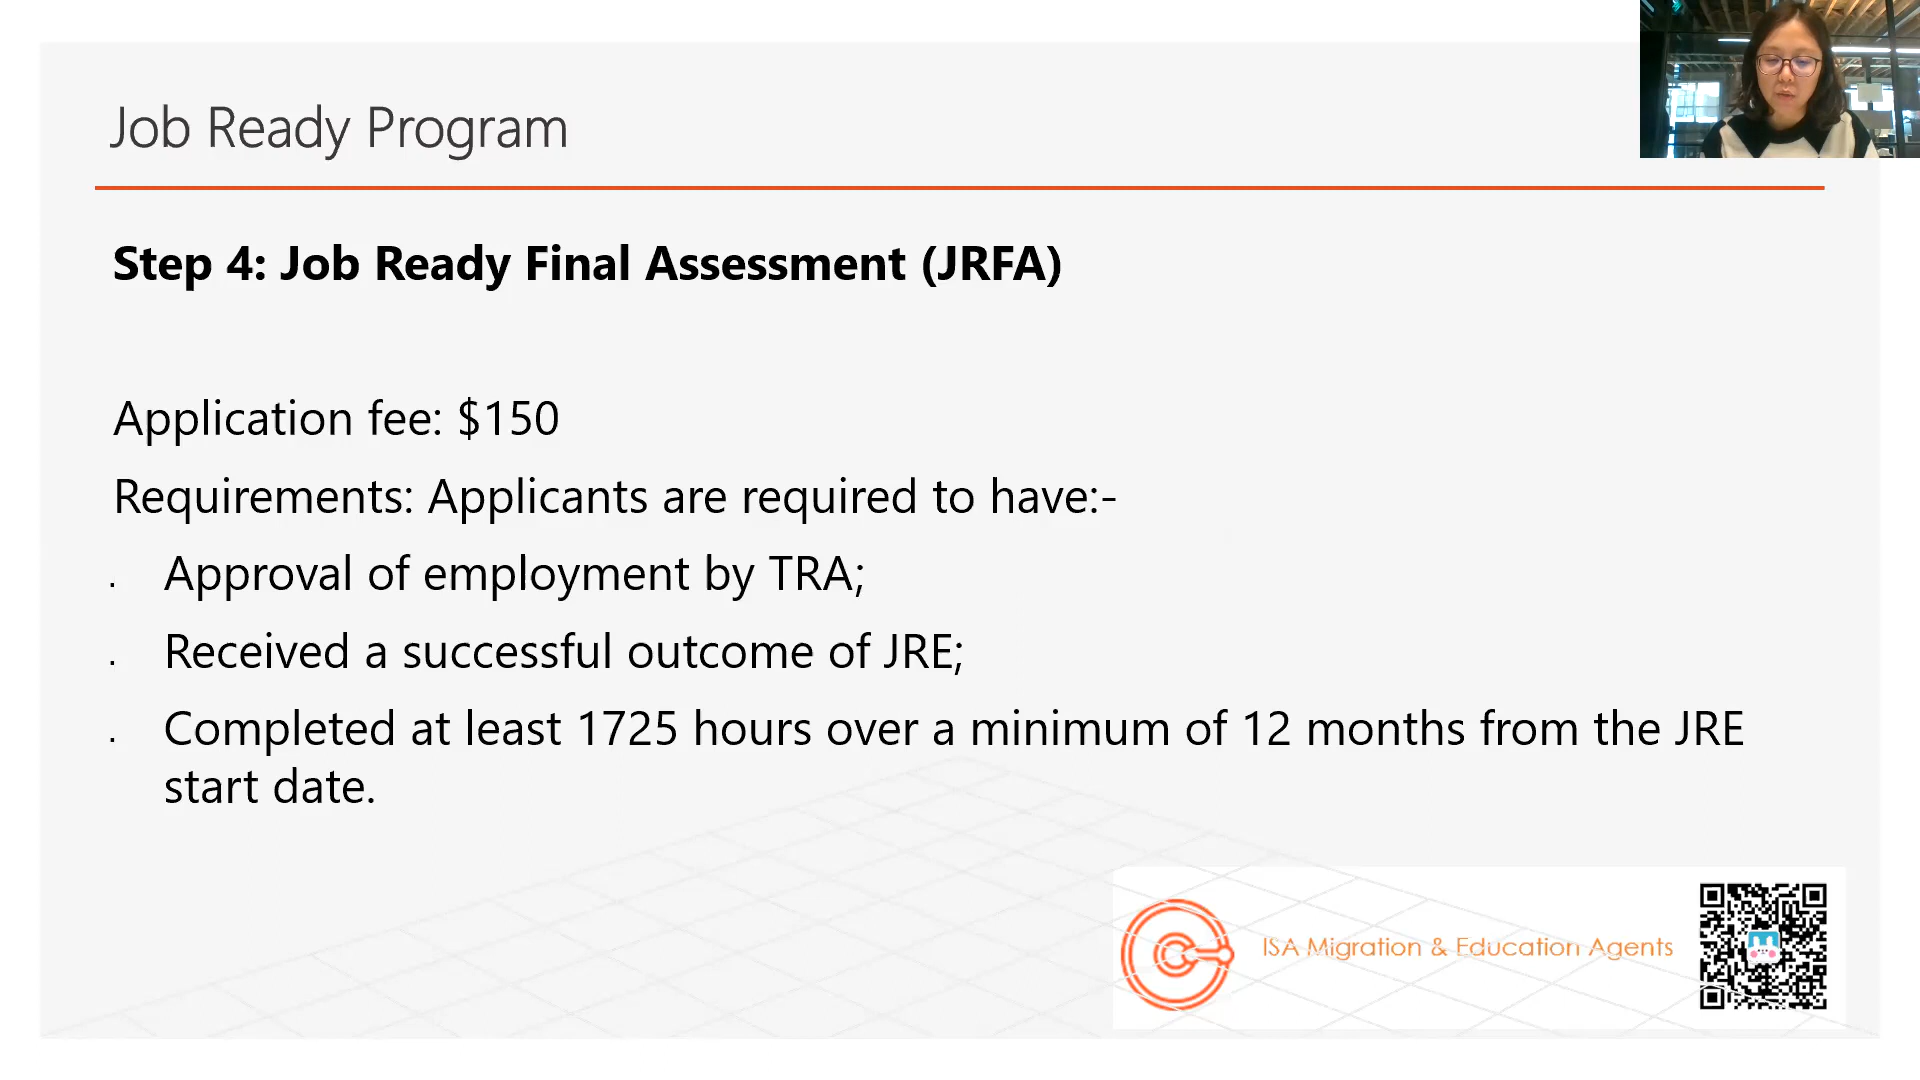 Job Ready Program
Step 4: Job Ready Final Assessment (JRFA)
Application fee: $150
Requirements: Applicants are required to have:-
. Approval of employment by TRA;
. Received a successful outcome of JRE;
. Completed at least 1725 hours over a minimum of 12 months from the JRE
start date.
ISA Migration & Education Agents